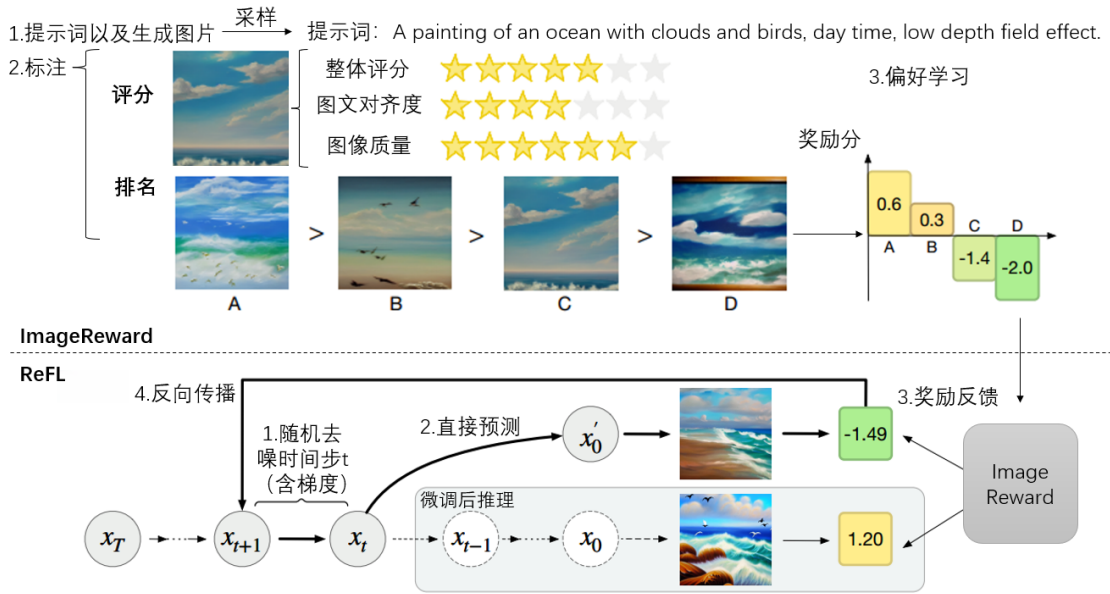 1.提示词以及生成图片
采样
提示词：A painting of an ocean with clouds and birds, day time, low depth field effect.
2.标注
评分
整体评分
图文对齐度
图像质量
3.偏好学习
奖励分
排名
A
>
B
>
C
>
D
0.6
0.3
-1.4
-2.0
A
B
C
D
ImageReward
ReFL
4.反向传播
1.随机去
噪时间步t
（含梯度）
2.直接预测
x₀′
-1.49
3.奖励反馈
Image
Reward
微调后推理
x_T
x_{t+1}
x_t
x_{t−1}
x₀
1.20